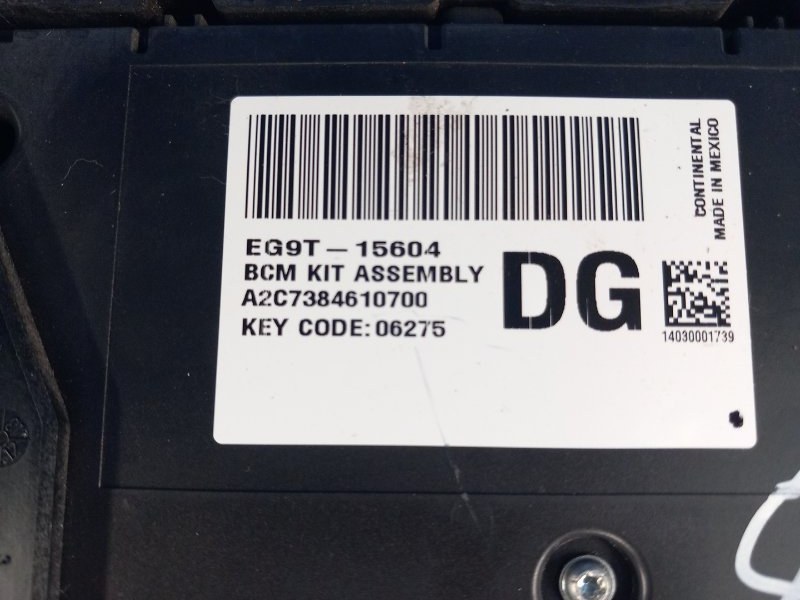 EG9T-15604
BCM KIT ASSEMBLY
A2C7384610700
KEY CODE:06275
DG
CONTINENTAL
MADE IN MEXICO
14030001739